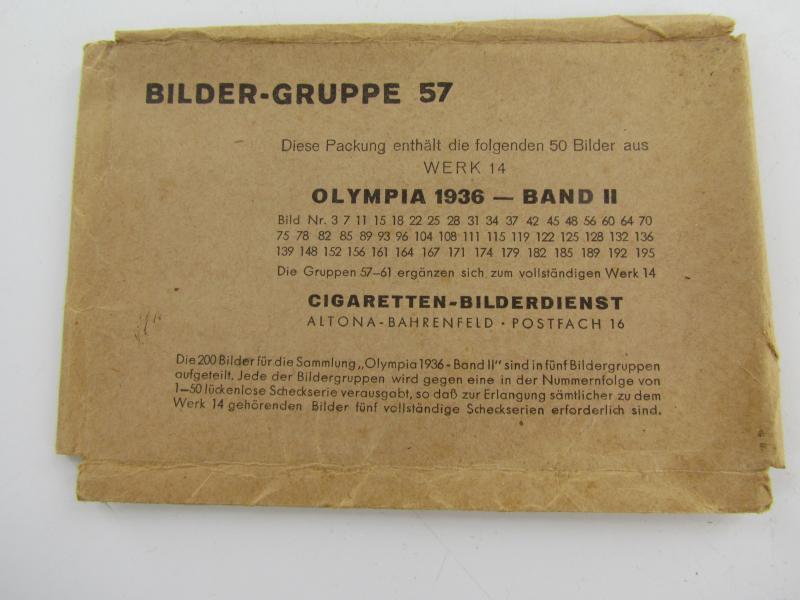 BILDER-GRUPPE 57
Diese Packung enthält die folgenden 50 Bilder aus
WERK 14
OLYMPIA 1936 — BAND II
Bild Nr. 3 7 11 15 18 22 25 28 31 34 37 42 45 48 56 60 64 70
75 78 82 85 89 93 96 104 108 111 115 119 122 125 128 132 136
139 148 152 156 161 164 167 171 174 179 182 185 189 192 195
Die Gruppen 57–61 ergänzen sich zum vollständigen Werk 14
CIGARETTEN-BILDERDIENST
ALTONA-BAHRENFELD · POSTFACH 16
Die 200 Bilder für die Sammlung „Olympia 1936 - Band II" sind in fünf Bildergruppen
aufgeteilt. Jede der Bildergruppen wird gegen eine in der Nummernfolge von
1—50 lückenlose Scheckserie verausgabt, so daß zur Erlangung sämtlicher zu dem
Werk 14 gehörenden Bilder fünf vollständige Scheckserien erforderlich sind.